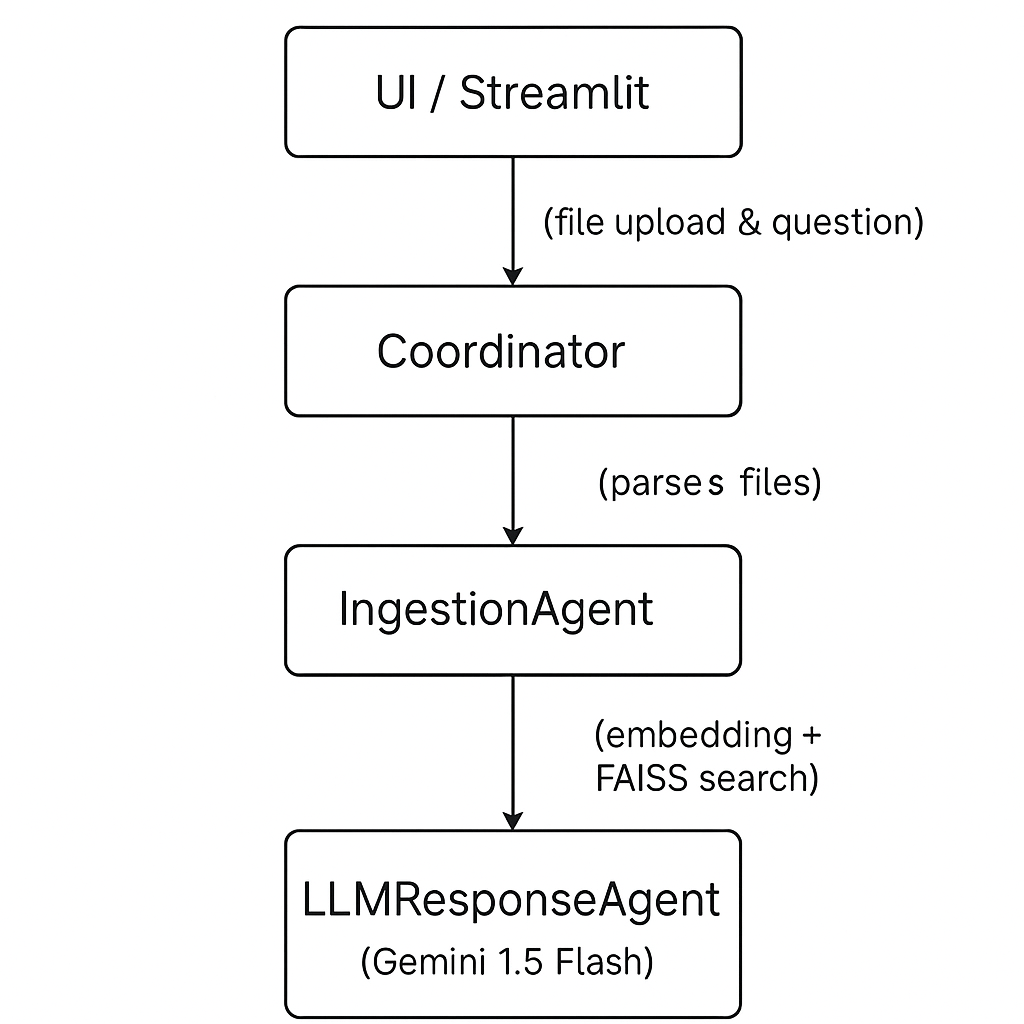 UI / Streamlit
(file upload & question)
Coordinator
(parses files)
IngestionAgent
(embedding +
FAISS search)
LLMResponseAgent
(Gemini 1.5 Flash)